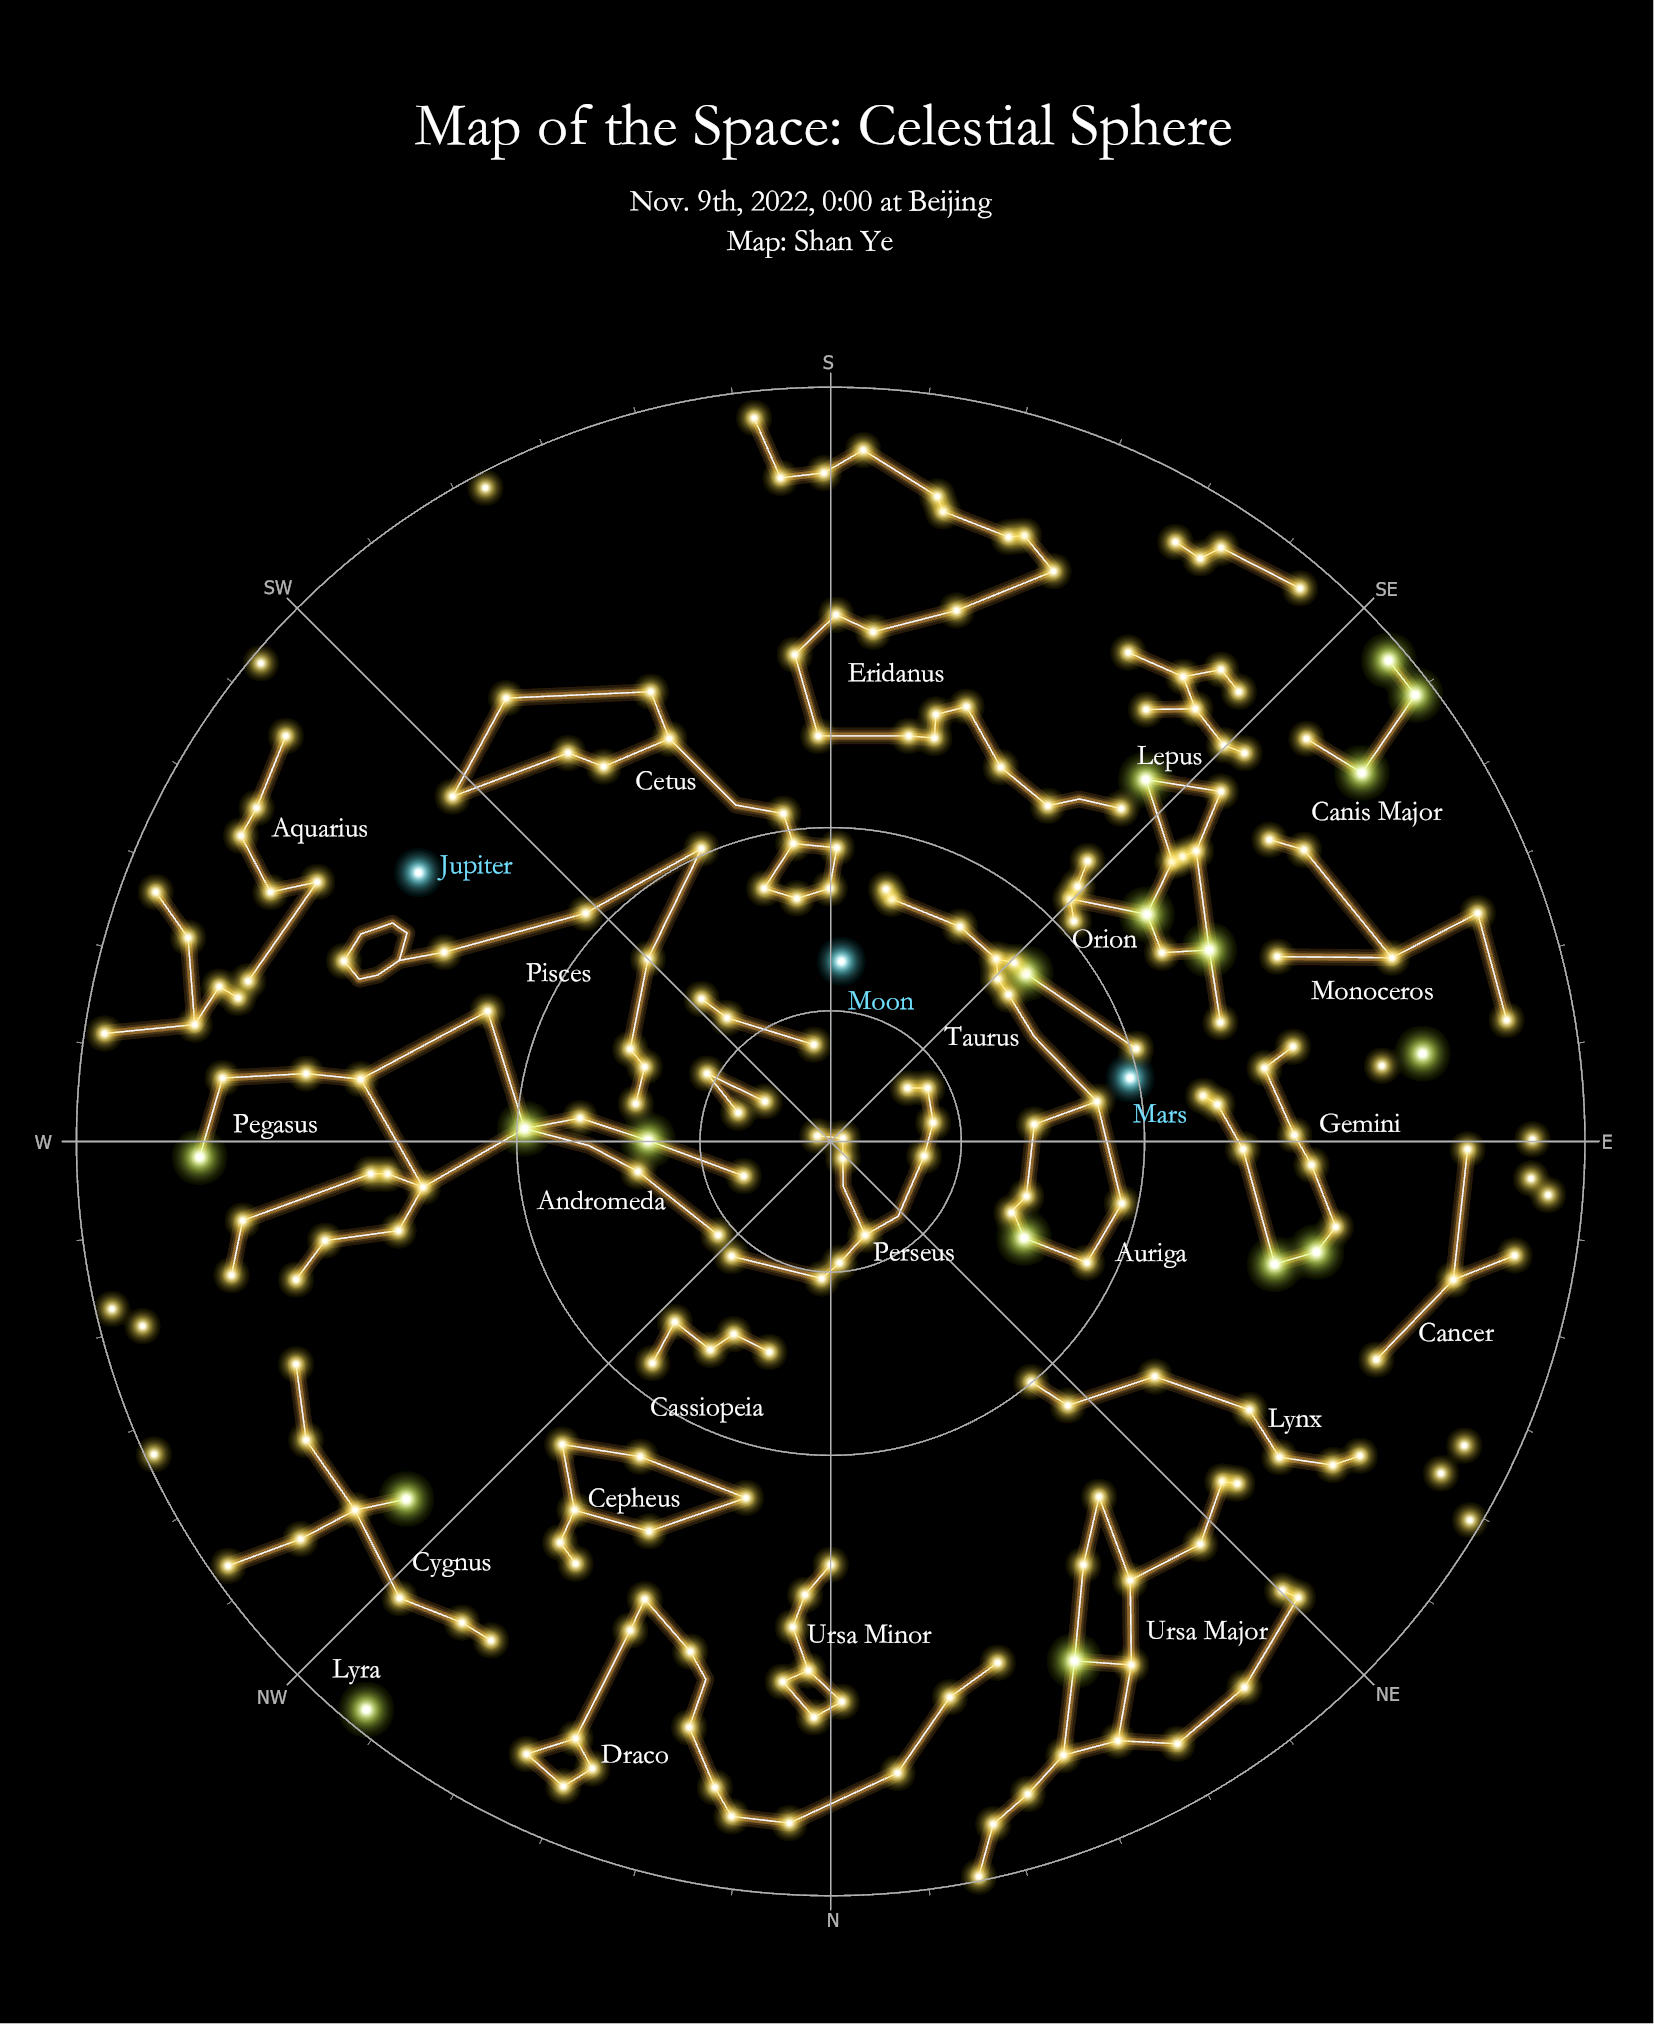 Map of the Space: Celestial Sphere
Nov. 9th, 2022, 0:00 at Beijing
Map: Shan Ye
S
SW
SE
Eridanus
Lepus
Cetus
Canis Major
Aquarius
Jupiter
Orion
Pisces
Monoceros
Moon
Taurus
Mars
Pegasus
Gemini
W
E
Andromeda
Perseus
Auriga
Cancer
Cassiopeia
Lynx
Cepheus
Cygnus
Ursa Minor
Ursa Major
Lyra
NW
NE
Draco
N